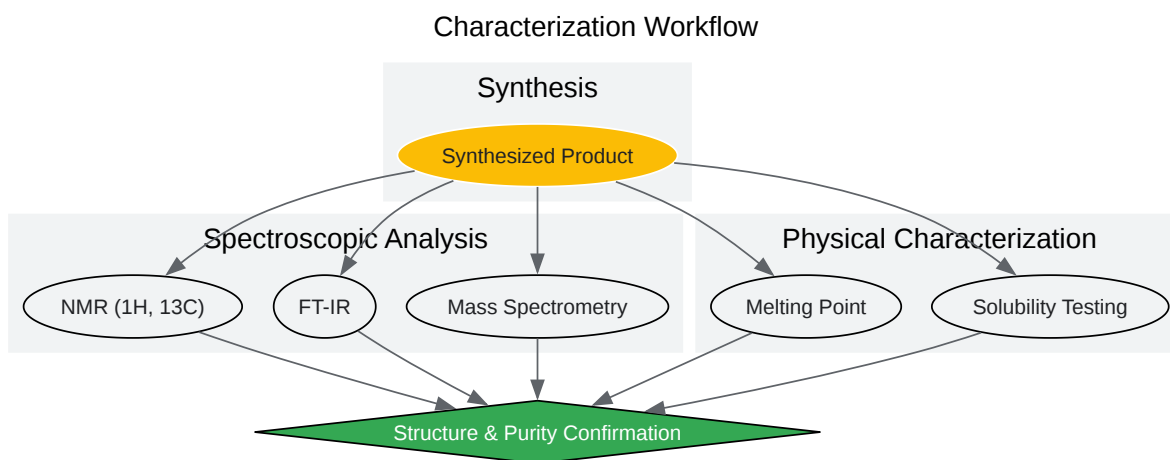 Characterization Workflow
Synthesis
Synthesized Product
Spectroscopic Analysis
Physical Characterization
NMR (1H, 13C)
FT-IR
Mass Spectrometry
Melting Point
Solubility Testing
Structure & Purity Confirmation